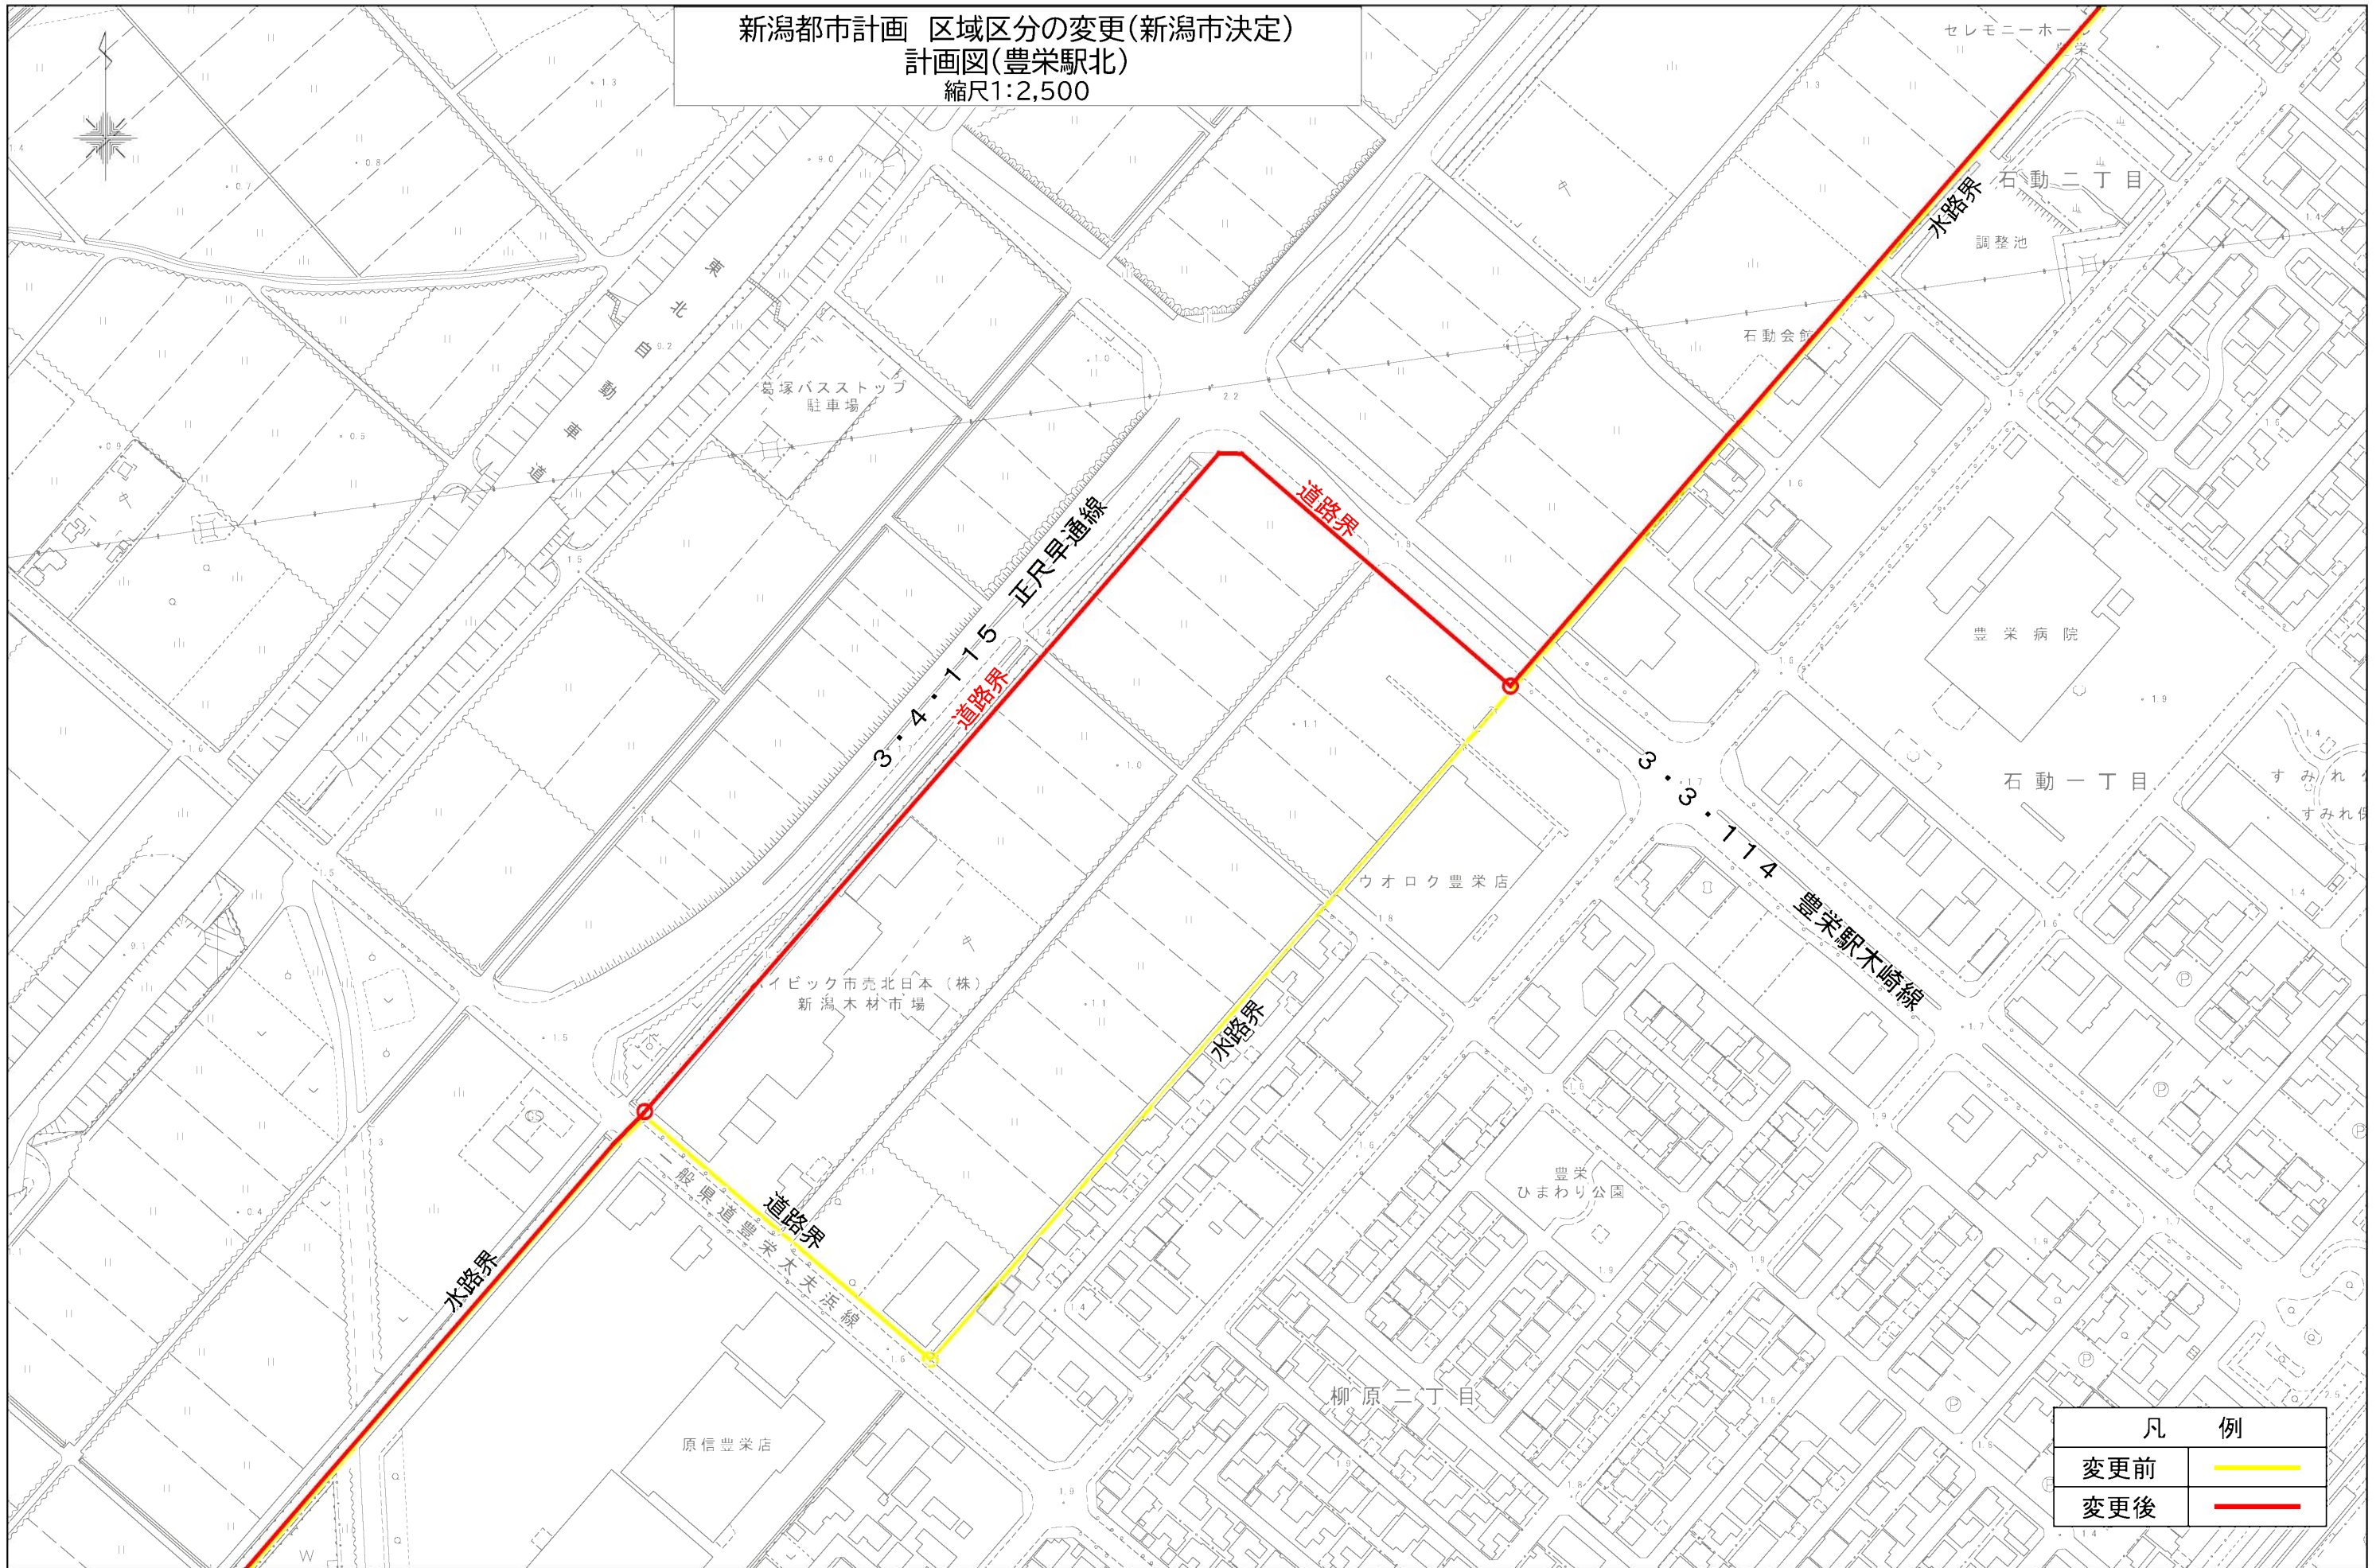 新潟都市計画　区域区分の変更(新潟市決定)
計画図(豊栄駅北)
縮尺1:2,500
セレモニーホール
豊栄
石動二丁目
水路界
調整池
石動会館
東北自動車道
葛塚バスストップ
駐車場
道路界
3・4・115　正尺早通線
道路界
豊栄病院
石動一丁目
3・3・114　豊栄駅木崎線
ウオロク豊栄店
ハイビック市売北日本(株)
新潟木材市場
水路界
一般県道豊栄太夫浜線
道路界
水路界
豊栄
ひまわり公園
柳原二丁目
原信豊栄店
凡　例
変更前
変更後